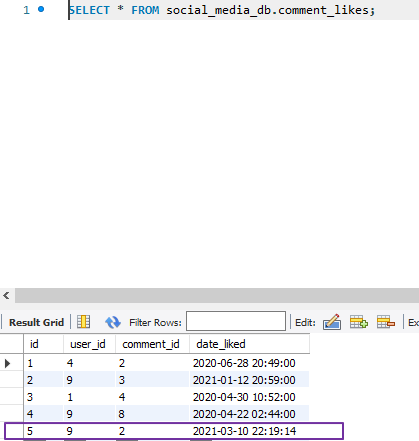 1 SELECT * FROM social_media_db.comment_likes;
Result Grid Filter Rows: Edit: Ex
id user_id comment_id date_liked
1 4 2 2020-06-28 20:49:00
2 9 3 2021-01-12 20:59:00
3 1 4 2020-04-30 10:52:00
4 9 8 2020-04-22 02:44:00
5 9 2 2021-03-10 22:19:14